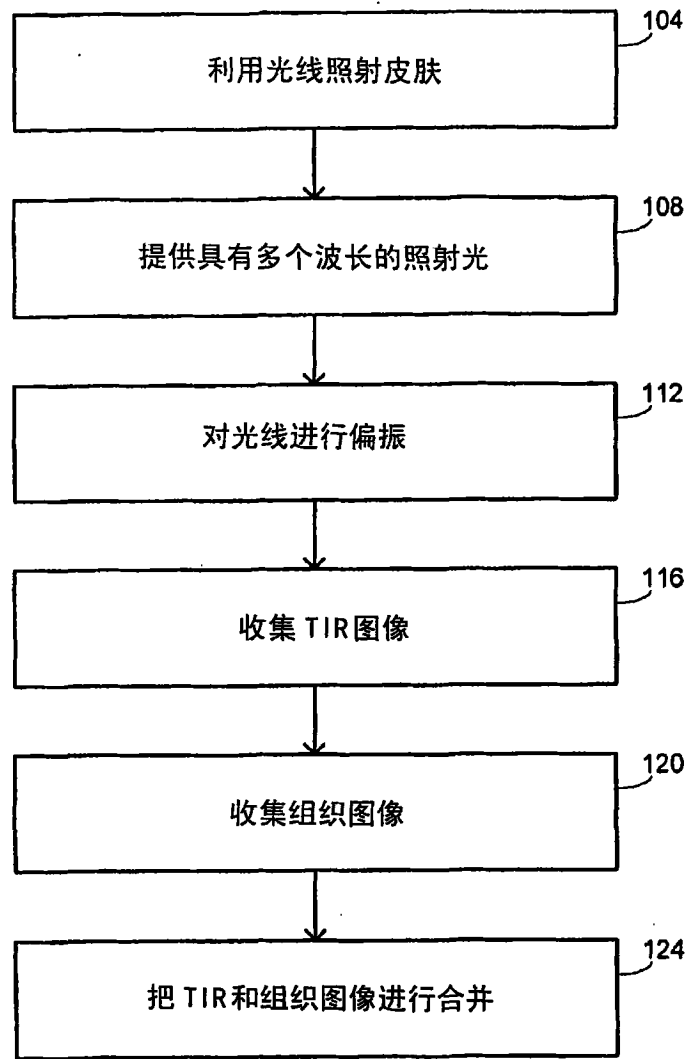 104
利用光线照射皮肤
108
提供具有多个波长的照射光
112
对光线进行偏振
116
收集 TIR图像
120
收集组织图像
124
把 TIR和组织图像进行合并